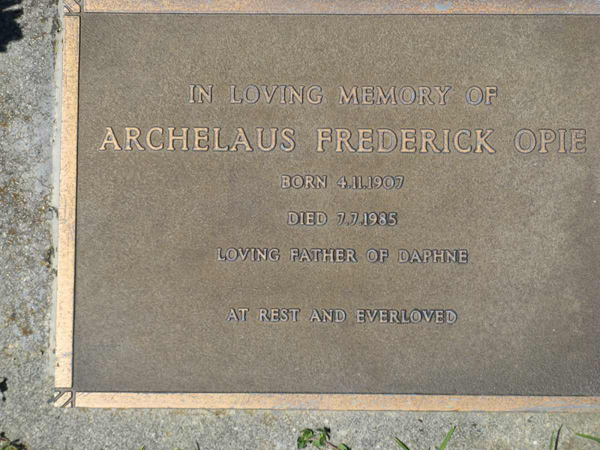 IN LOVING MEMORY OF
ARCHELAUS FREDERICK OPIE
BORN 4.11.1907
DIED 7.7.1985
LOVING FATHER OF DAPHNE
AT REST AND EVERLOVED